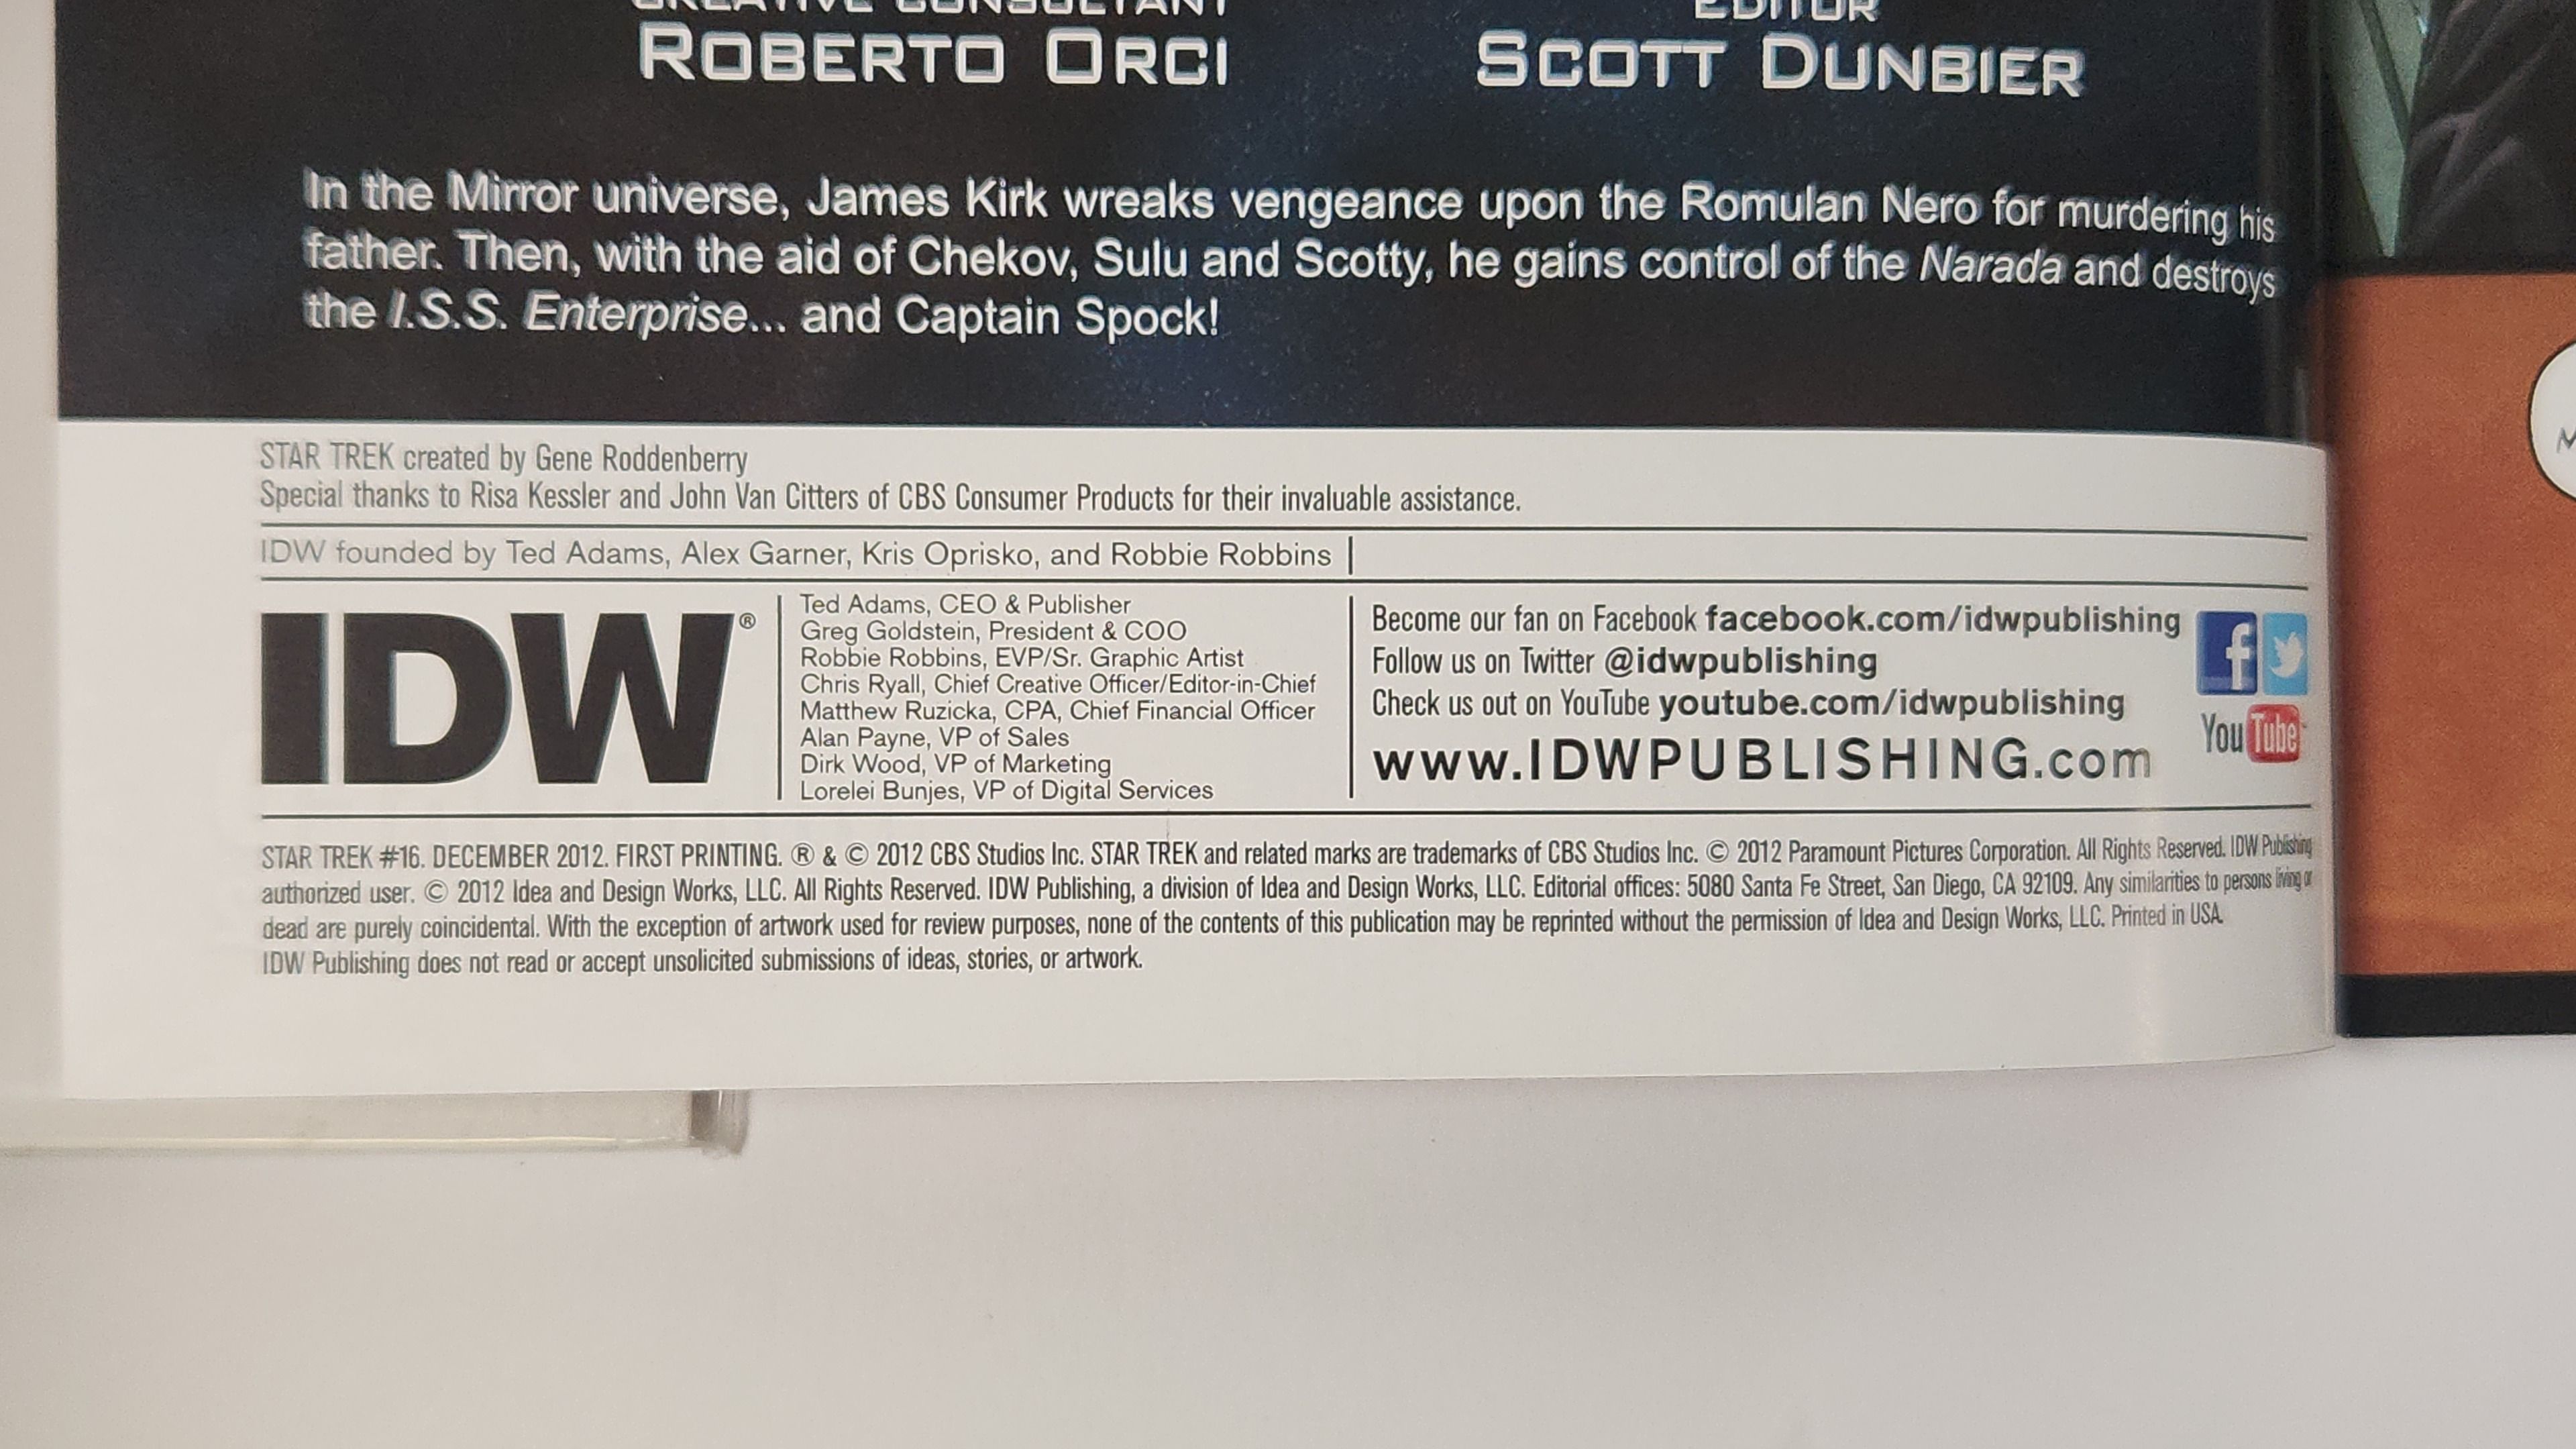 CREATIVE CONSULTANT
ROBERTO ORCI
EDITOR
SCOTT DUNBIER
In the Mirror universe, James Kirk wreaks vengeance upon the Romulan Nero for murdering his
father. Then, with the aid of Chekov, Sulu and Scotty, he gains control of the Narada and destroys
the I.S.S. Enterprise... and Captain Spock!
STAR TREK created by Gene Roddenberry
Special thanks to Risa Kessler and John Van Citters of CBS Consumer Products for their invaluable assistance.
IDW founded by Ted Adams, Alex Garner, Kris Oprisko, and Robbie Robbins
IDW®
Ted Adams, CEO & Publisher
Greg Goldstein, President & COO
Robbie Robbins, EVP/Sr. Graphic Artist
Chris Ryall, Chief Creative Officer/Editor-in-Chief
Matthew Ruzicka, CPA, Chief Financial Officer
Alan Payne, VP of Sales
Dirk Wood, VP of Marketing
Lorelei Bunjes, VP of Digital Services
Become our fan on Facebook facebook.com/idwpublishing
Follow us on Twitter @idwpublishing
Check us out on YouTube youtube.com/idwpublishing
www.IDWPUBLISHING.com
f
You Tube
STAR TREK #16. DECEMBER 2012. FIRST PRINTING. ® & © 2012 CBS Studios Inc. STAR TREK and related marks are trademarks of CBS Studios Inc. © 2012 Paramount Pictures Corporation. All Rights Reserved. IDW Publishing
authorized user. © 2012 Idea and Design Works, LLC. All Rights Reserved. IDW Publishing, a division of Idea and Design Works, LLC. Editorial offices: 5080 Santa Fe Street, San Diego, CA 92109. Any similarities to persons living or
dead are purely coincidental. With the exception of artwork used for review purposes, none of the contents of this publication may be reprinted without the permission of Idea and Design Works, LLC. Printed in USA.
IDW Publishing does not read or accept unsolicited submissions of ideas, stories, or artwork.